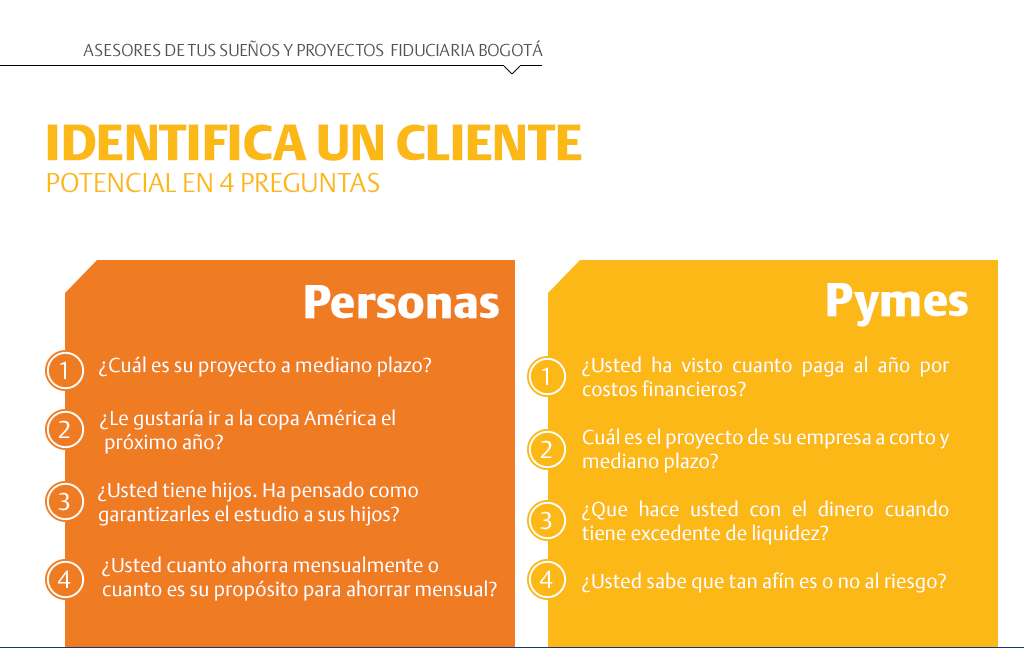 ASESORES DE TUS SUEÑOS Y PROYECTOS FIDUCIARIA BOGOTÁ
IDENTIFICA UN CLIENTE
POTENCIAL EN 4 PREGUNTAS
Personas
1 ¿Cuál es su proyecto a mediano plazo?
2 ¿Le gustaría ir a la copa América el
próximo año?
3 ¿Usted tiene hijos. Ha pensado como
garantizarles el estudio a sus hijos?
4 ¿Usted cuanto ahorra mensualmente o
cuanto es su propósito para ahorrar mensual?
Pymes
1 ¿Usted ha visto cuanto paga al año por
costos financieros?
2 Cuál es el proyecto de su empresa a corto y
mediano plazo?
3 ¿Que hace usted con el dinero cuando
tiene excedente de liquidez?
4 ¿Usted sabe que tan afín es o no al riesgo?